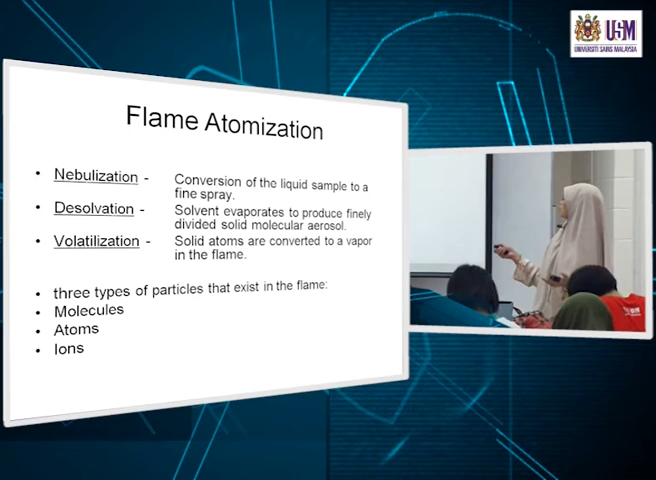 USM
UNIVERSITI SAINS MALAYSIA
Flame Atomization
• Nebulization - Conversion of the liquid sample to a
fine spray.
• Desolvation - Solvent evaporates to produce finely
divided solid molecular aerosol.
• Volatilization - Solid atoms are converted to a vapor
in the flame.
• three types of particles that exist in the flame:
• Molecules
• Atoms
• Ions